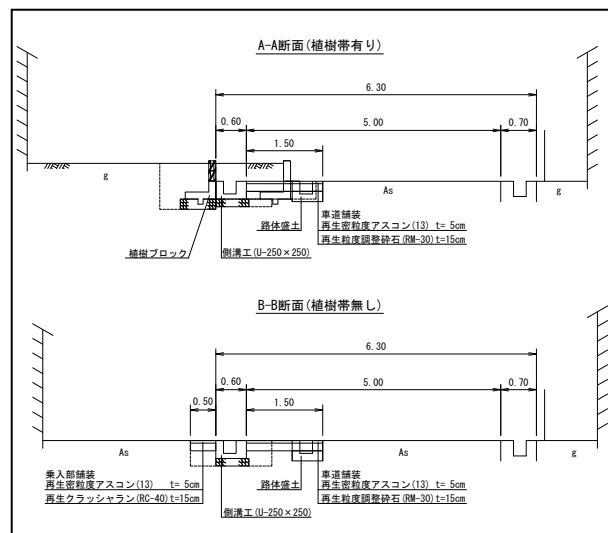 A-A断面(植樹帯有り)
6.30
0.60
5.00
0.70
1.50
g
As
g
路体盛土
車道舗装
再生密粒度アスコン(13) t= 5cm
再生粒度調整砕石(RM-30)t=15cm
植樹ブロック
側溝工(U-250×250)
B-B断面(植樹帯無し)
6.30
0.60
5.00
0.70
0.50
1.50
As
As
g
乗入部舗装
再生密粒度アスコン(13) t= 5cm
再生クラッシャラン(RC-40)t=15cm
路体盛土
車道舗装
再生密粒度アスコン(13) t= 5cm
再生粒度調整砕石(RM-30)t=15cm
側溝工(U-250×250)